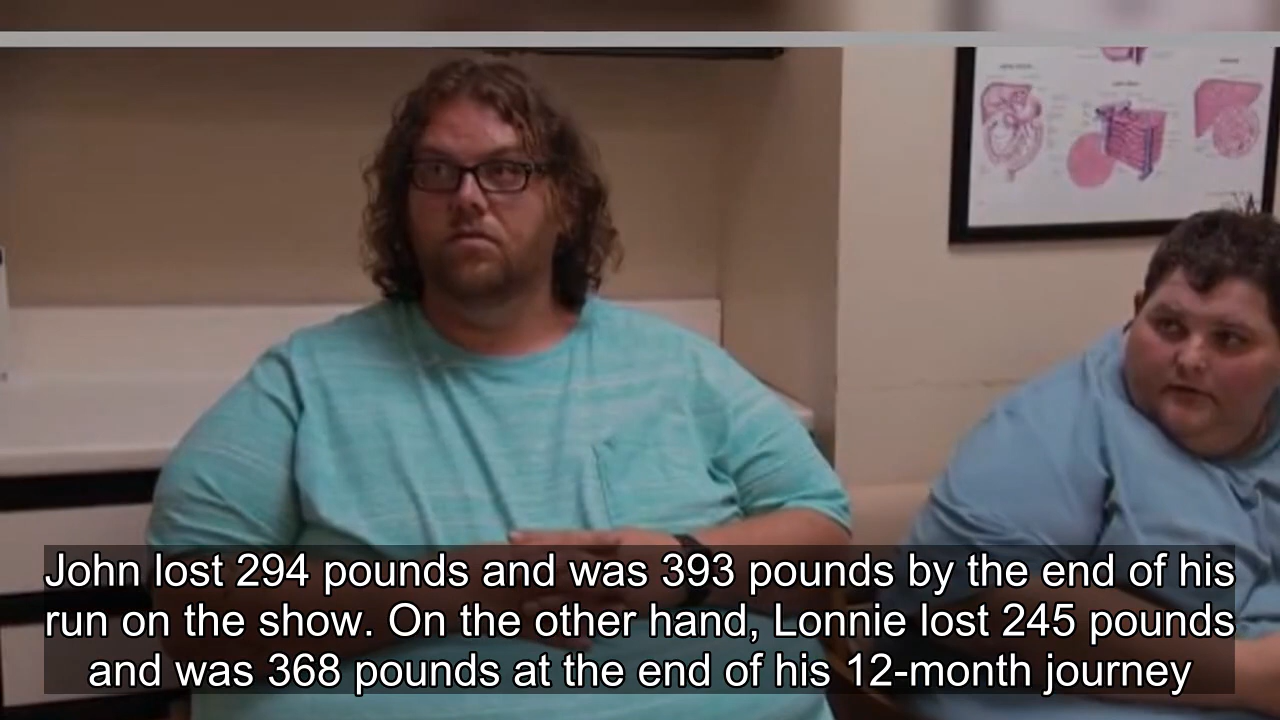 John lost 294 pounds and was 393 pounds by the end of his
run on the show. On the other hand, Lonnie lost 245 pounds
and was 368 pounds at the end of his 12-month journey